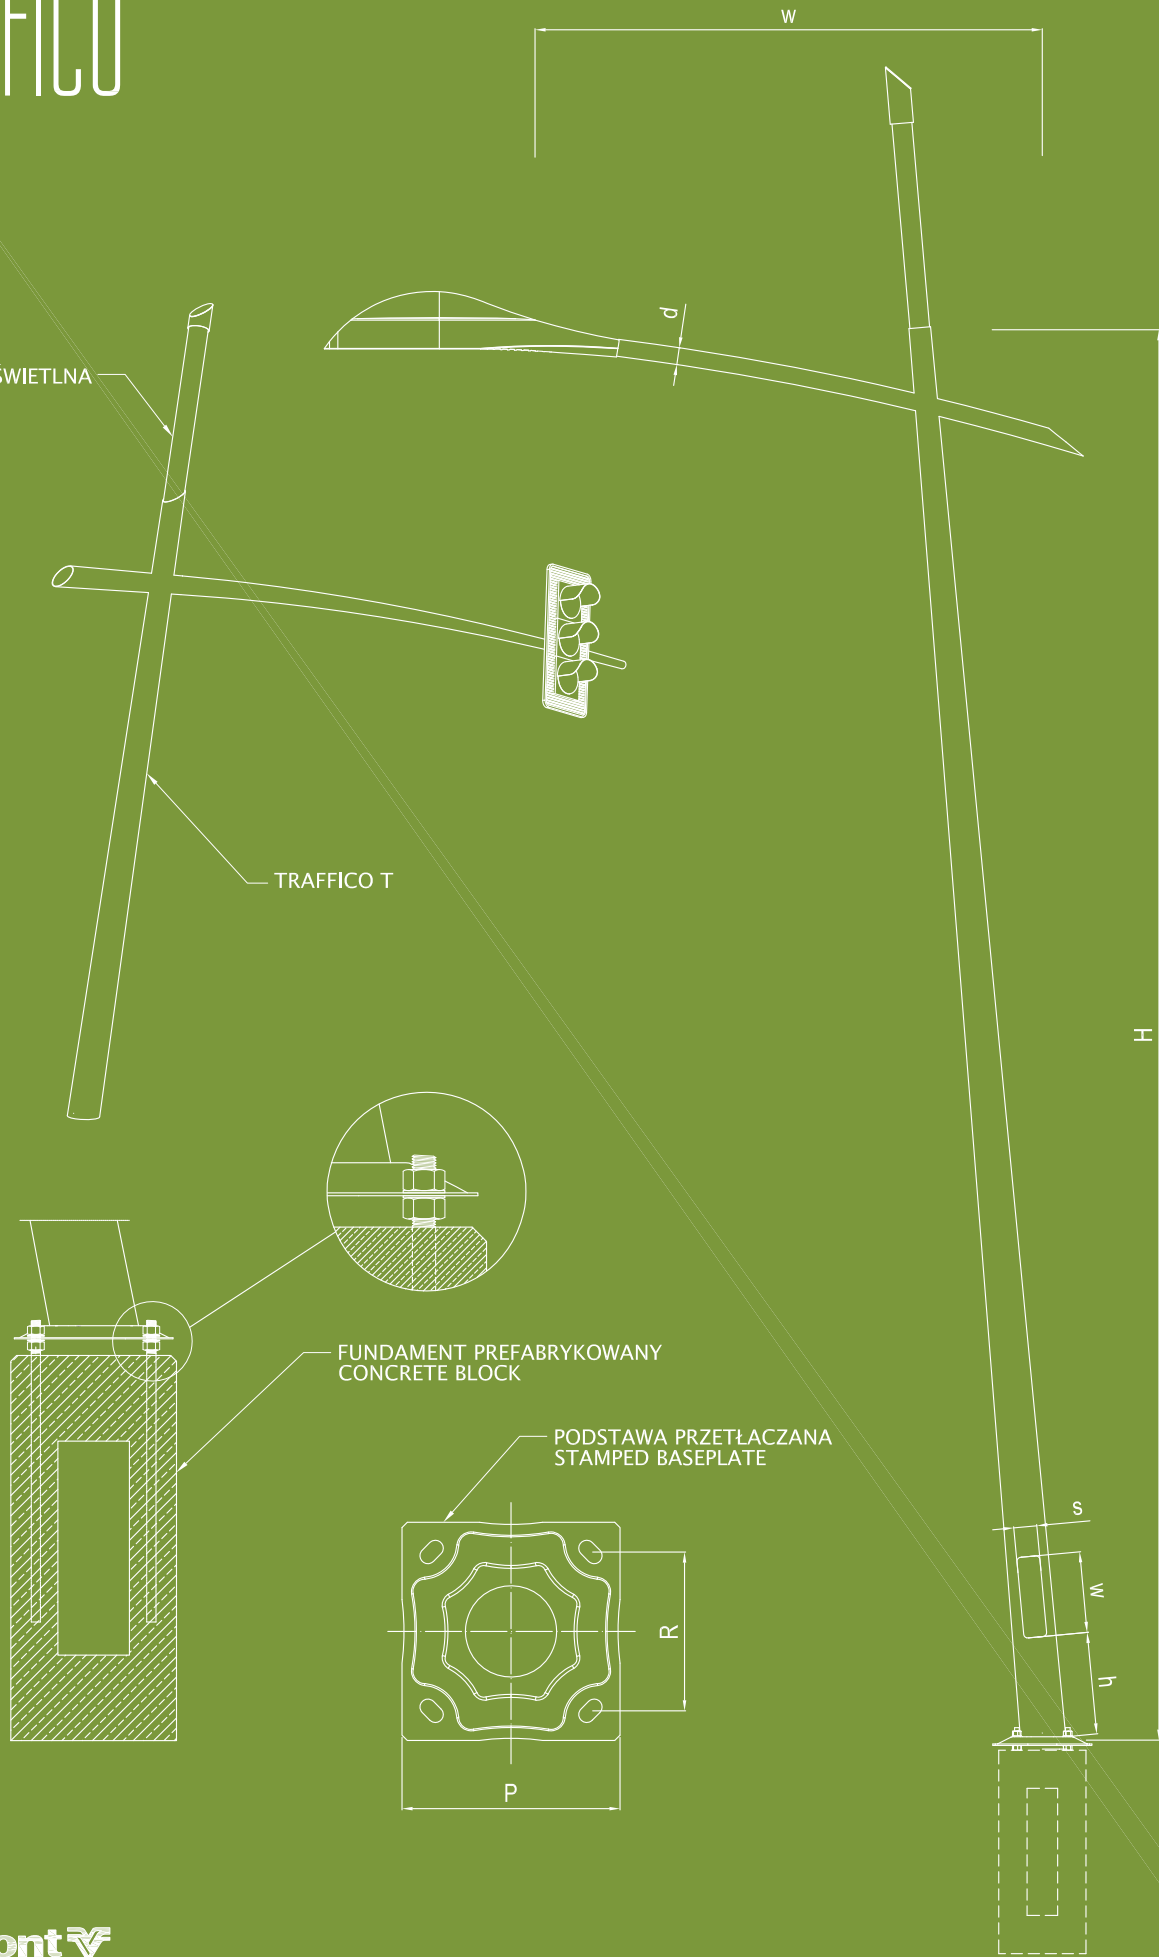 FICO
W
d
ŚWIETLNA
TRAFFICO T
H
FUNDAMENT PREFABRYKOWANY
CONCRETE BLOCK
PODSTAWA PRZETŁACZANA
STAMPED BASEPLATE
s
w
h
R
P
ont